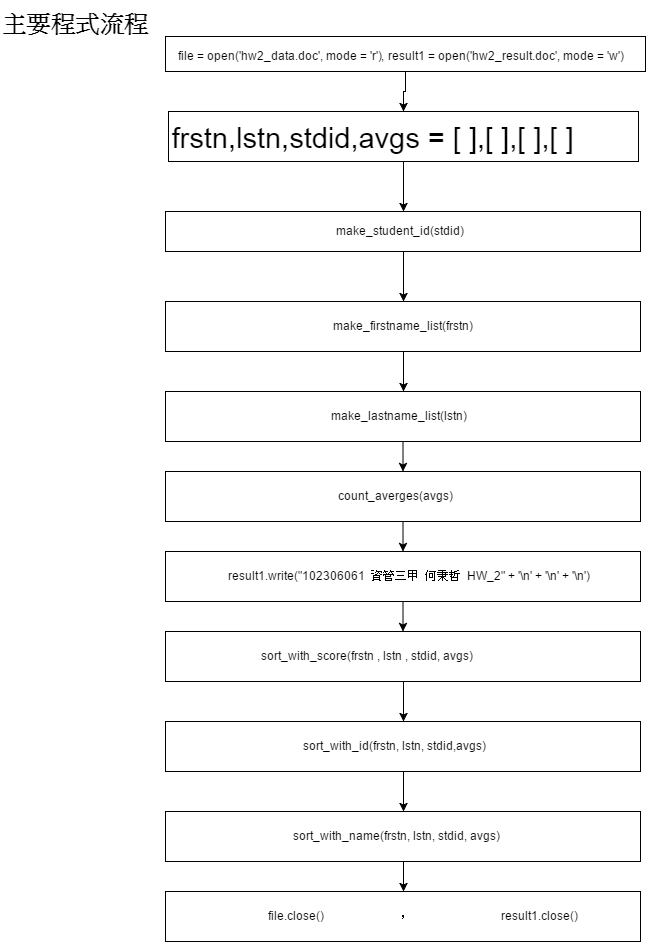 主要程式流程
file = open('hw2_data.doc', mode = 'r'), result1 = open('hw2_result.doc', mode = 'w')
frstn,lstn,stdid,avgs = [ ],[ ],[ ],[ ]
make_student_id(stdid)
make_firstname_list(frstn)
make_lastname_list(lstn)
count_averges(avgs)
result1.write("102306061 資管三甲 何秉哲 HW_2" + '\n' + '\n' + '\n')
sort_with_score(frstn , lstn , stdid, avgs)
sort_with_id(frstn, lstn, stdid,avgs)
sort_with_name(frstn, lstn, stdid, avgs)
file.close() , result1.close()